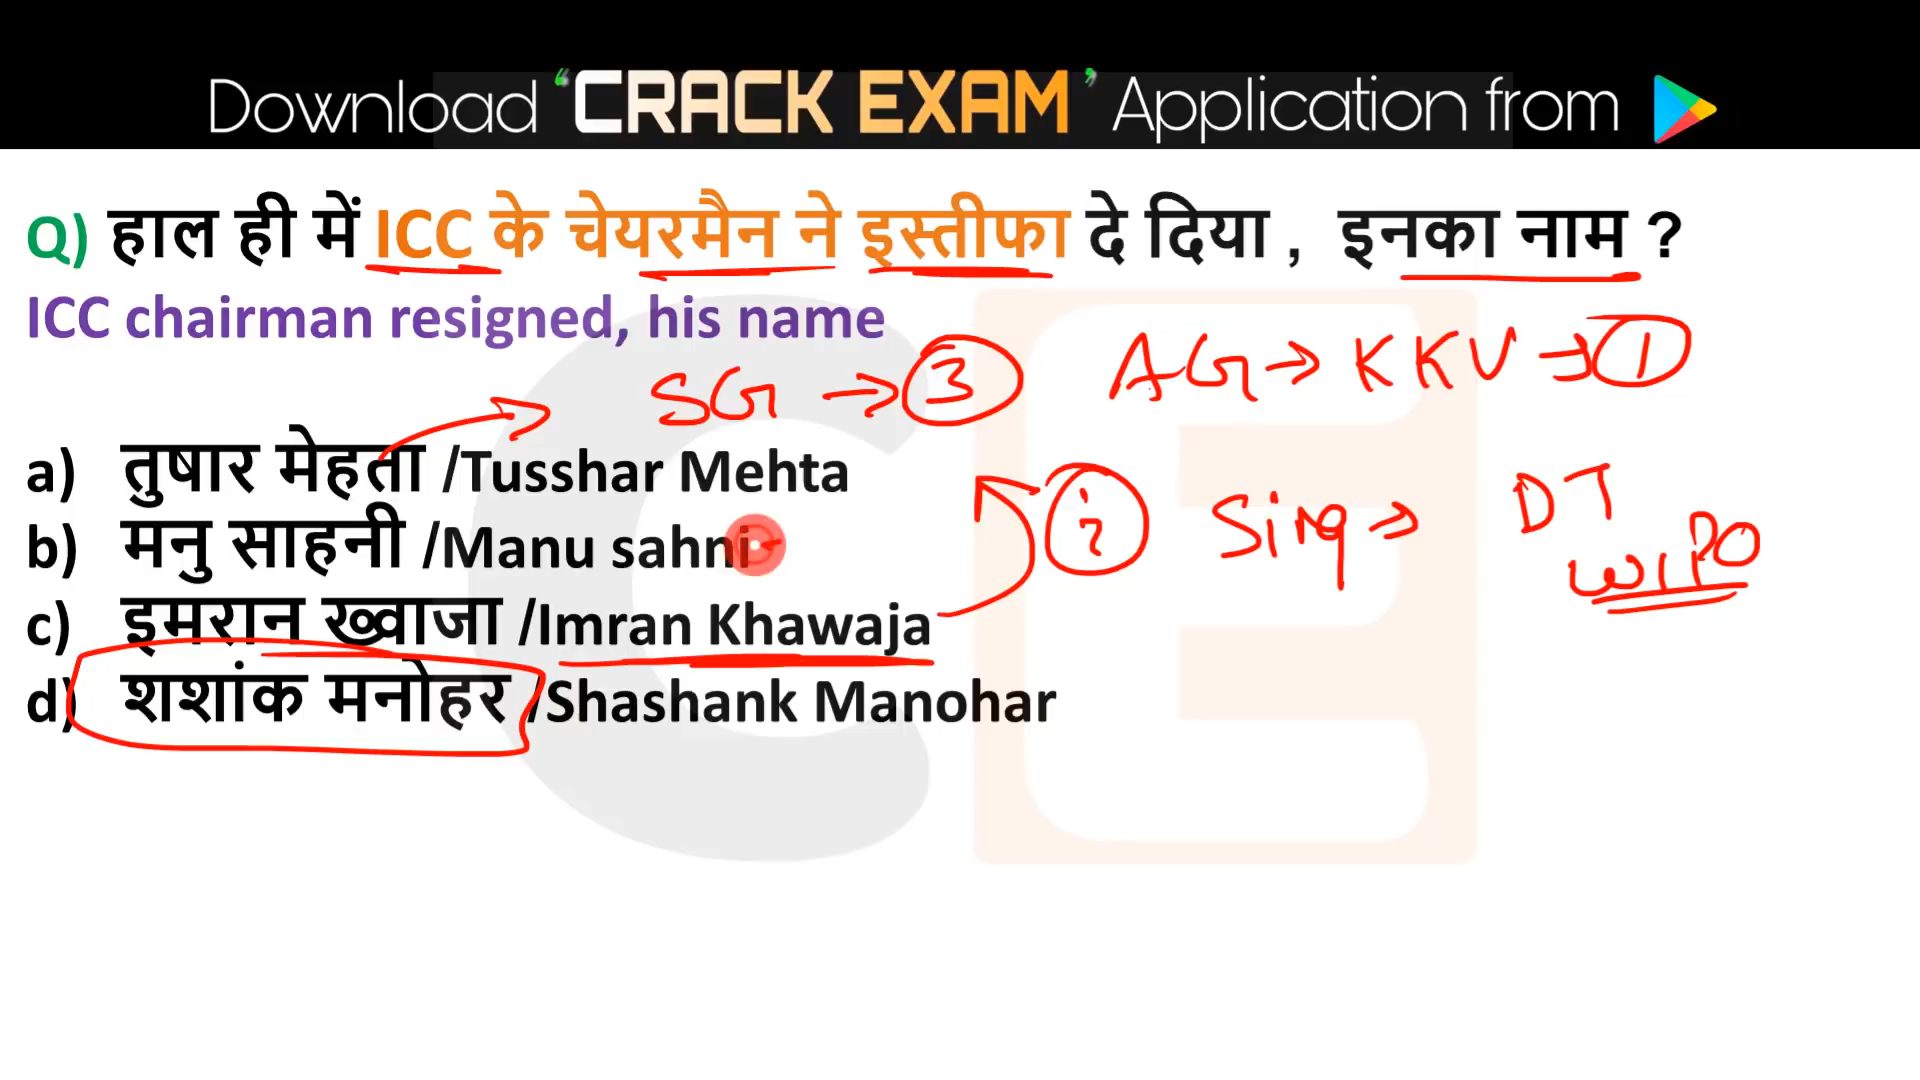 Download 'CRACK EXAM' Application from
Q) हाल ही में ICC के चेयरमैन ने इस्तीफा दे दिया , इनका नाम ?
ICC chairman resigned, his name
SG → 3
AG → KKV → 1
a) तुषार मेहता /Tusshar Mehta
b) मनु साहनी /Manu sahni
Sing → DT WIPO
c) इमरान ख्वाजा /Imran Khawaja
d) शशांक मनोहर /Shashank Manohar